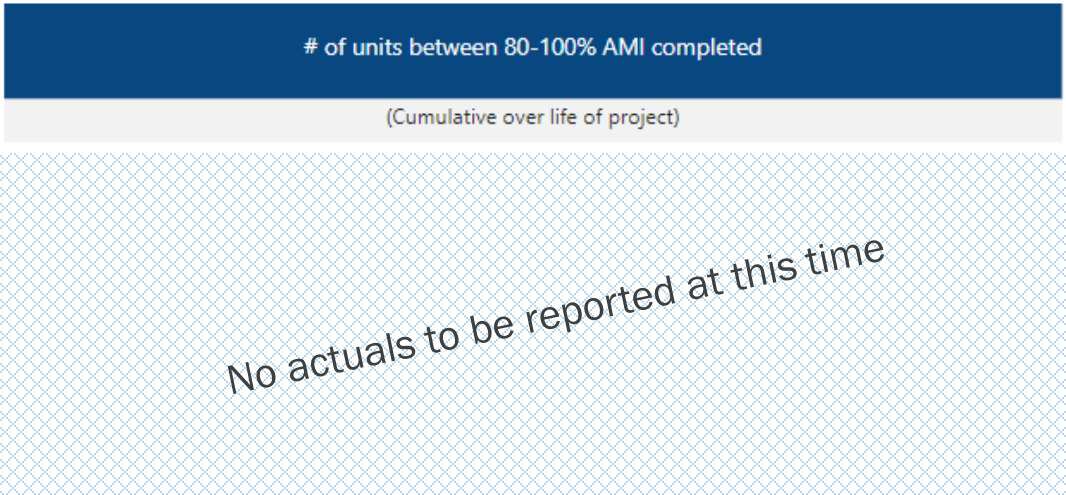 # of units between 80-100% AMI completed
(Cumulative over life of project)
No actuals to be reported at this time